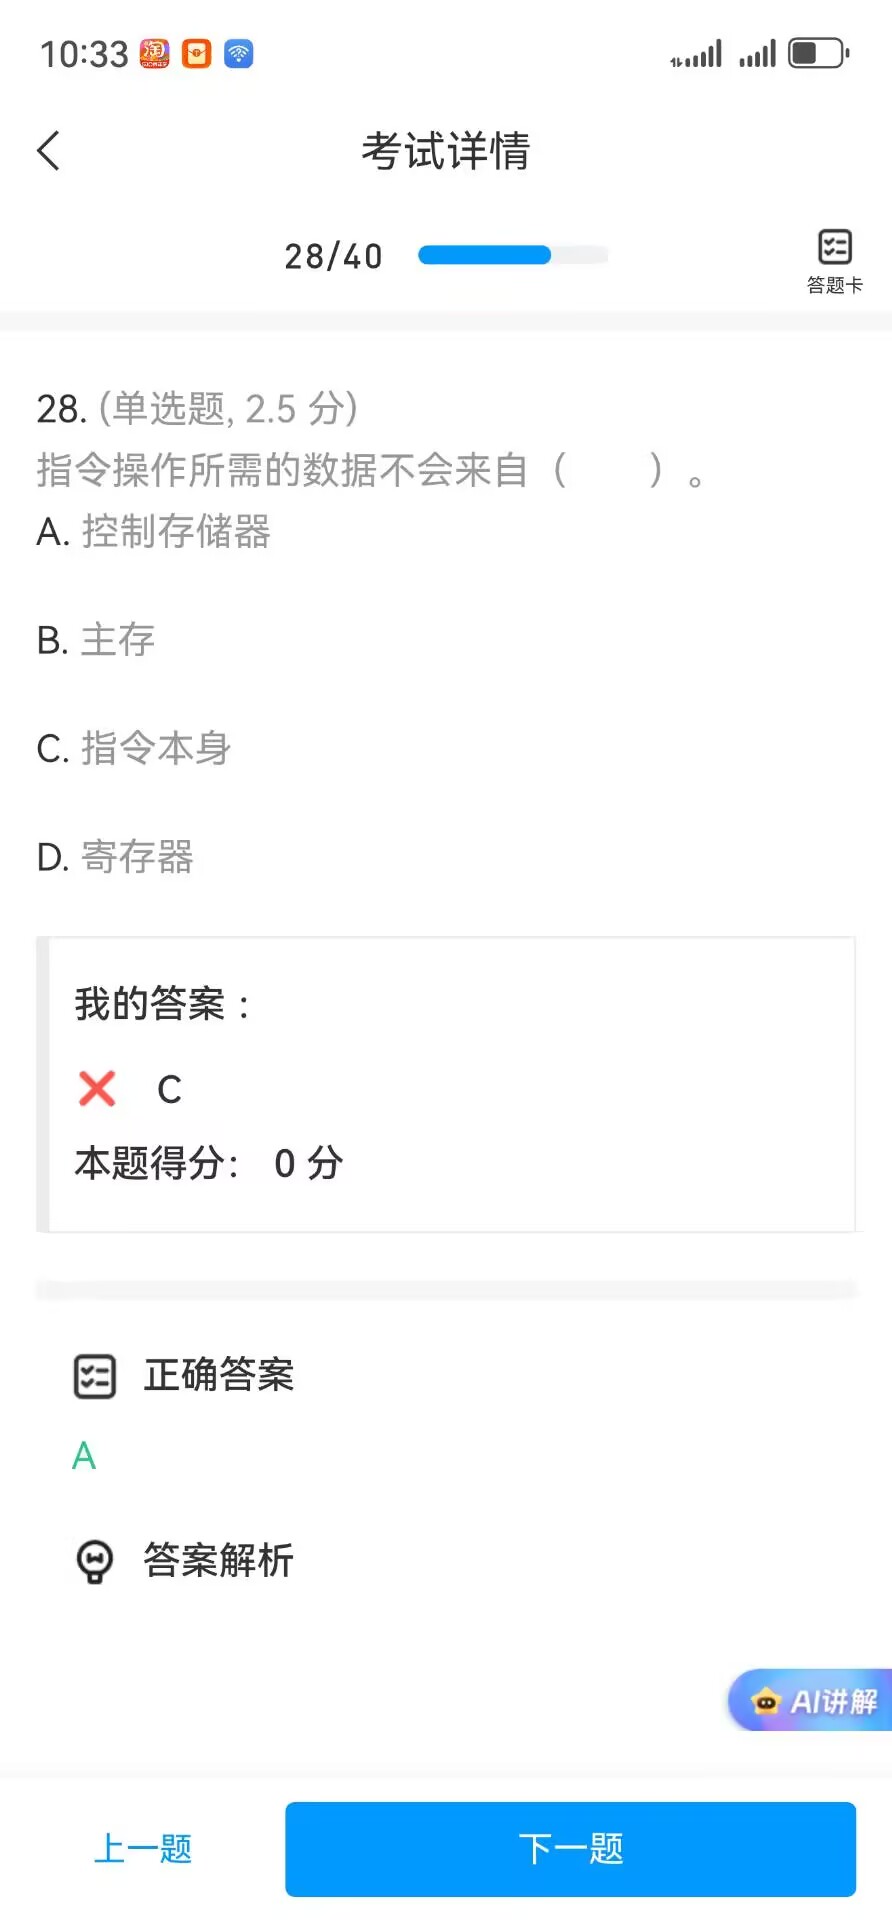 10:33
考试详情
28/40
答题卡
28. (单选题, 2.5 分)
指令操作所需的数据不会来自（　　）。
A. 控制存储器
B. 主存
C. 指令本身
D. 寄存器
我的答案：
C
本题得分： 0 分
正确答案
A
答案解析
AI讲解
上一题
下一题